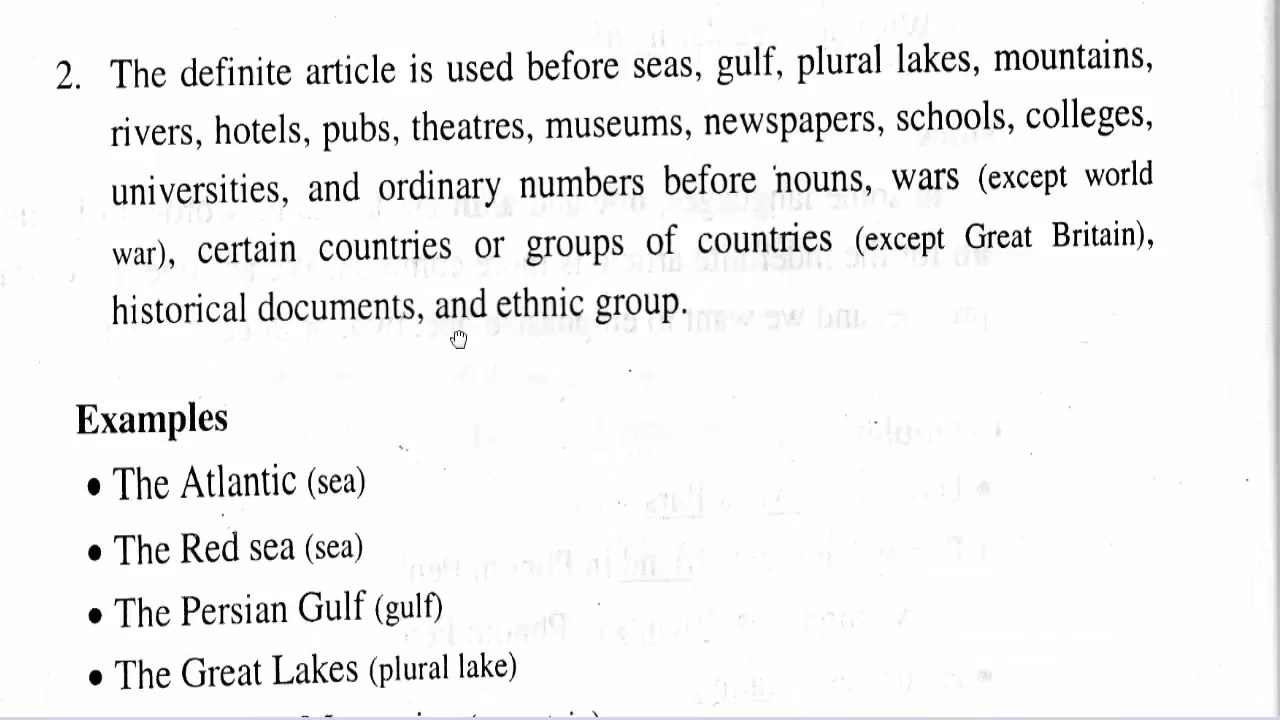 2. The definite article is used before seas, gulf, plural lakes, mountains,
rivers, hotels, pubs, theatres, museums, newspapers, schools, colleges,
universities, and ordinary numbers before nouns, wars (except world
war), certain countries or groups of countries (except Great Britain),
historical documents, and ethnic group.
Examples
• The Atlantic (sea)
• The Red sea (sea)
• The Persian Gulf (gulf)
• The Great Lakes (plural lake)